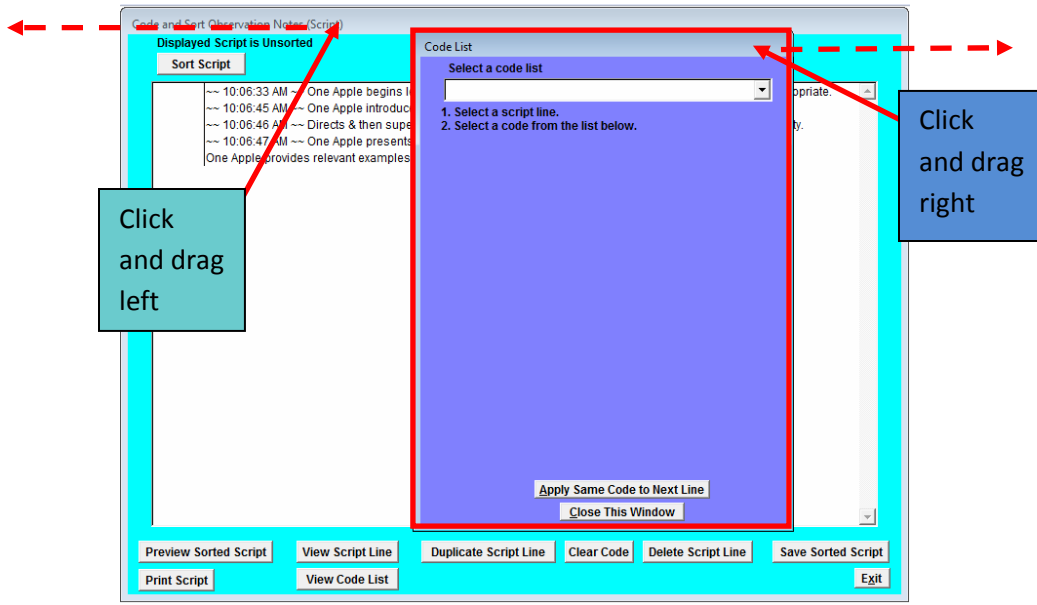 Code and Sort Observation Notes (Script)
Displayed Script is Unsorted
Sort Script
~~ 10:06:33 AM ~~ One Apple begins
opriate.
~~ 10:06:45 AM ~~ One Apple introduc
~~ 10:06:46 AM ~~ Directs & then supe
ty.
~~ 10:06:47 AM ~~ One Apple presents
One Apple provides relevant examples
Code List
Select a code list
1. Select a script line.
2. Select a code from the list below.
Apply Same Code to Next Line
Close This Window
Click
and drag
left
Click
and drag
right
Preview Sorted Script
View Script Line
Duplicate Script Line
Clear Code
Delete Script Line
Save Sorted Script
Print Script
View Code List
Exit